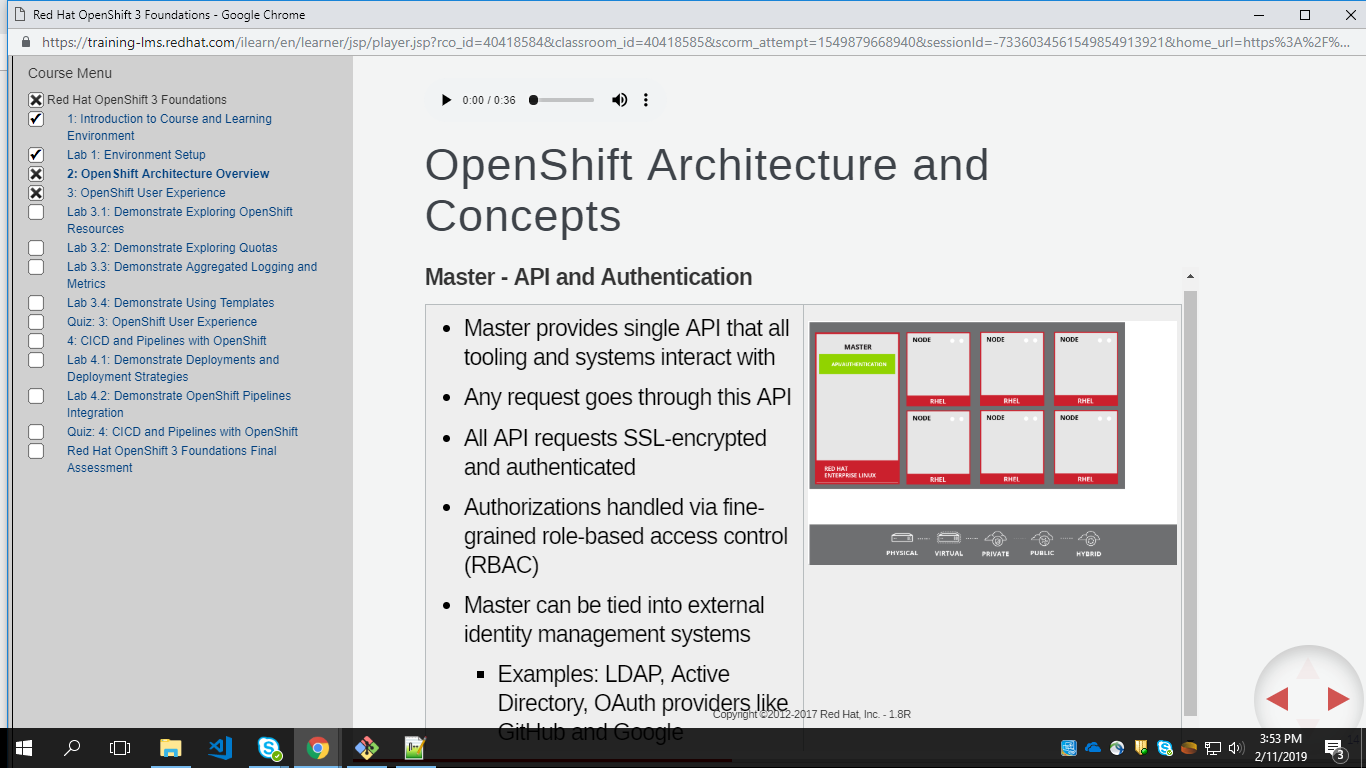 Red Hat OpenShift 3 Foundations - Google Chrome
https://training-lms.redhat.com/ilearn/en/learner/jsp/player.jsp?rco_id=40418584&classroom_id=40418585&scorm_attempt=1549879668940&sessionId=-7336034561549854913921&home_url=https%3A%2F%...
Course Menu
Red Hat OpenShift 3 Foundations
1: Introduction to Course and Learning
Environment
Lab 1: Environment Setup
2: OpenShift Architecture Overview
3: OpenShift User Experience
Lab 3.1: Demonstrate Exploring OpenShift
Resources
Lab 3.2: Demonstrate Exploring Quotas
Lab 3.3: Demonstrate Aggregated Logging and
Metrics
Lab 3.4: Demonstrate Using Templates
Quiz: 3: OpenShift User Experience
4: CICD and Pipelines with OpenShift
Lab 4.1: Demonstrate Deployments and
Deployment Strategies
Lab 4.2: Demonstrate OpenShift Pipelines
Integration
Quiz: 4: CICD and Pipelines with OpenShift
Red Hat OpenShift 3 Foundations Final
Assessment
0:00 / 0:36
OpenShift Architecture and
Concepts
Master - API and Authentication
• Master provides single API that all
tooling and systems interact with
• Any request goes through this API
• All API requests SSL-encrypted
and authenticated
• Authorizations handled via fine-
grained role-based access control
(RBAC)
• Master can be tied into external
identity management systems
▪ Examples: LDAP, Active
Directory, OAuth providers like
GitHub and Google
MASTER
API/AUTHENTICATION
RED HAT
ENTERPRISE LINUX
NODE
RHEL
NODE
RHEL
NODE
RHEL
NODE
RHEL
NODE
RHEL
NODE
RHEL
PHYSICAL
VIRTUAL
PRIVATE
PUBLIC
HYBRID
Copyright ©2012-2017 Red Hat, Inc. - 1.8R
3:53 PM
2/11/2019
3